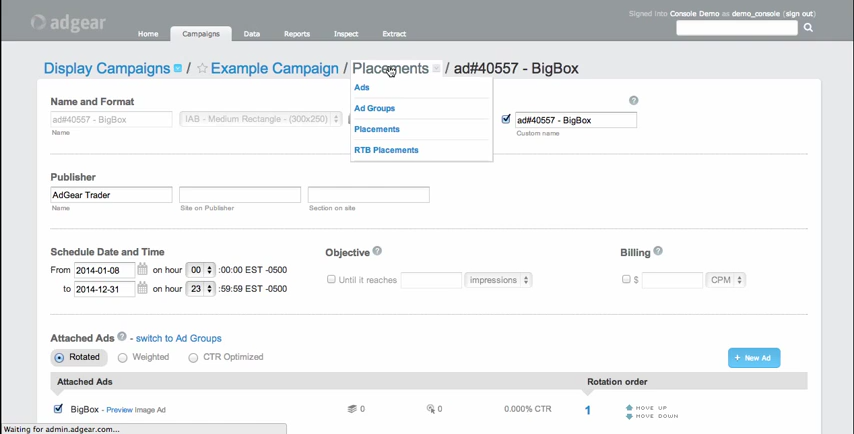 Signed into Console Demo as demo_console (sign out)
adgear
Home Campaigns Data Reports Inspect Extract
Display Campaigns / Example Campaign / Placements / ad#40557 - BigBox
Ads
Ad Groups
Placements
RTB Placements
Name and Format
ad#40557 - BigBox IAB - Medium Rectangle - (300x250) ad#40557 - BigBox
Name Custom name
Publisher
AdGear Trader
Name Site on Publisher Section on site
Schedule Date and Time Objective ? Billing ?
From 2014-01-08 on hour 00 :00:00 EST -0500 Until it reaches impressions $ CPM
to 2014-12-31 on hour 23 :59:59 EST -0500
Attached Ads ? - switch to Ad Groups
Rotated Weighted CTR Optimized + New Ad
Attached Ads Rotation order
BigBox - Preview Image Ad 0 0 0.000% CTR 1 MOVE UP
MOVE DOWN
Waiting for admin.adgear.com...